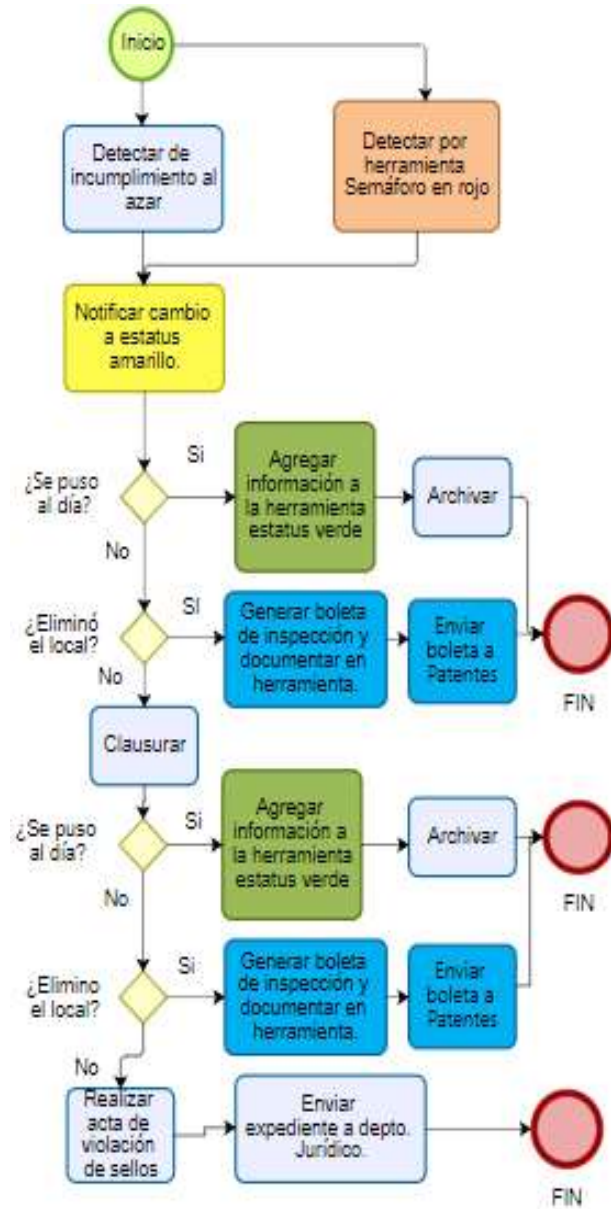 Inicio
Detectar de
incumplimiento al
azar
Detectar por
herramienta
Semáforo en rojo
Notificar cambio
a estatus
amarillo.
¿Se puso
al día?
Si
No
Agregar
información a
la herramienta
estatus verde
Archivar
¿Eliminó
el local?
SI
No
Generar boleta
de inspección y
documentar en
herramienta.
Enviar
boleta a
Patentes
FIN
Clausurar
¿Se puso
al día?
Si
No
Agregar
información a
la herramienta
estatus verde
Archivar
FIN
¿Elimino
el local?
Si
No
Generar boleta
de inspección y
documentar en
herramienta.
Enviar
boleta a
Patentes
Realizar
acta de
violación
de sellos
Enviar
expediente a depto.
Jurídico.
FIN